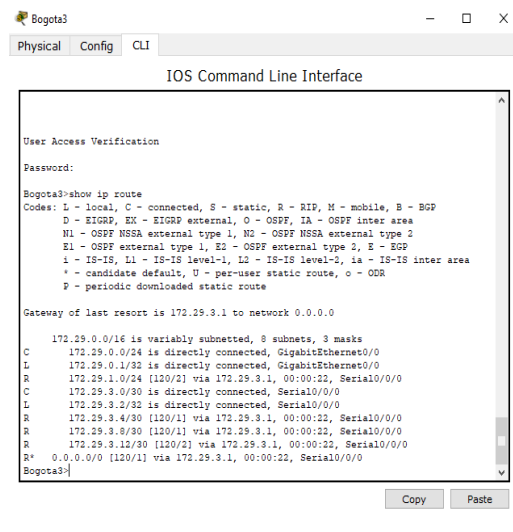 Bogota3
Physical Config CLI
IOS Command Line Interface
User Access Verification
Password:
Bogota3>show ip route
Codes: L - local, C - connected, S - static, R - RIP, M - mobile, B - BGP
D - EIGRP, EX - EIGRP external, O - OSPF, IA - OSPF inter area
N1 - OSPF NSSA external type 1, N2 - OSPF NSSA external type 2
E1 - OSPF external type 1, E2 - OSPF external type 2, E - EGP
i - IS-IS, L1 - IS-IS level-1, L2 - IS-IS level-2, ia - IS-IS inter area
* - candidate default, U - per-user static route, o - ODR
P - periodic downloaded static route
Gateway of last resort is 172.29.3.1 to network 0.0.0.0
172.29.0.0/16 is variably subnetted, 8 subnets, 3 masks
C 172.29.0.0/24 is directly connected, GigabitEthernet0/0
L 172.29.0.1/32 is directly connected, GigabitEthernet0/0
R 172.29.1.0/24 [120/2] via 172.29.3.1, 00:00:22, Serial0/0/0
C 172.29.3.0/30 is directly connected, Serial0/0/0
L 172.29.3.2/32 is directly connected, Serial0/0/0
R 172.29.3.4/30 [120/1] via 172.29.3.1, 00:00:22, Serial0/0/0
R 172.29.3.8/30 [120/1] via 172.29.3.1, 00:00:22, Serial0/0/0
R 172.29.3.12/30 [120/2] via 172.29.3.1, 00:00:22, Serial0/0/0
R* 0.0.0.0/0 [120/1] via 172.29.3.1, 00:00:22, Serial0/0/0
Bogota3>
Copy Paste